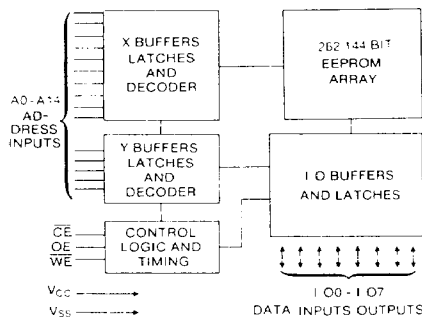 X BUFFERS
LATCHES
AND
DECODER
262 144 BIT
EEPROM
ARRAY
A0-A14
AD-
DRESS
INPUTS
Y BUFFERS
LATCHES
AND
DECODER
I O BUFFERS
AND LATCHES
CE
OE
WE
CONTROL
LOGIC AND
TIMING
VCC
VSS
I O0 - I O7
DATA INPUTS OUTPUTS